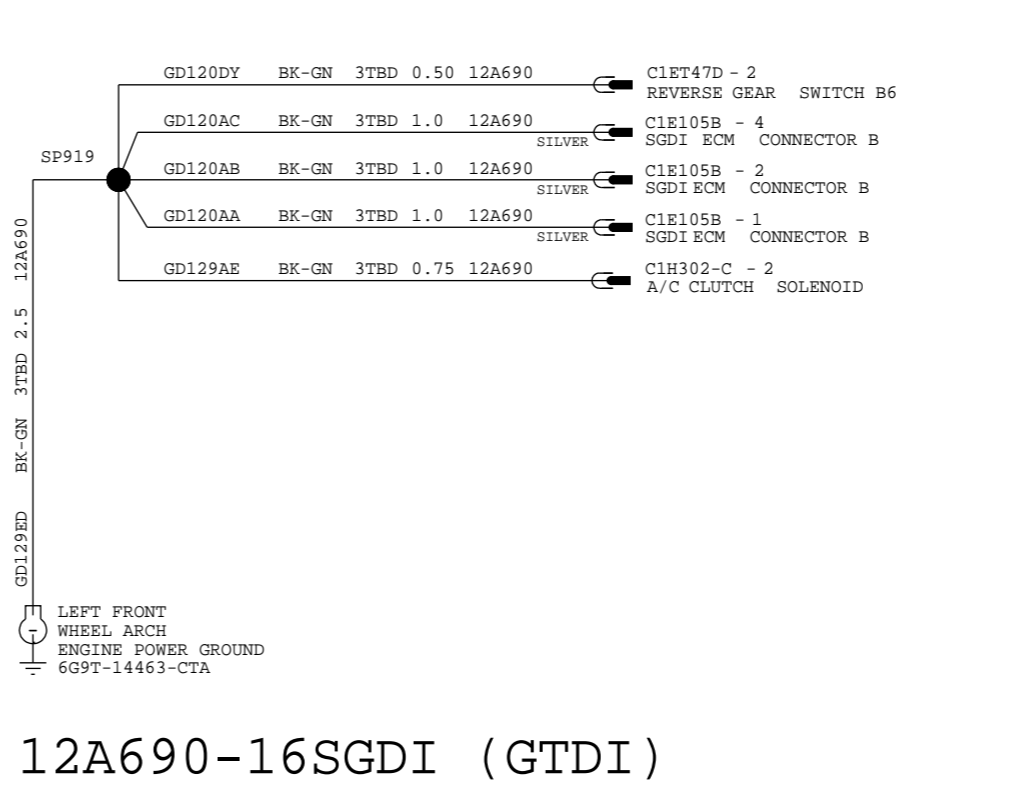 GD120DY BK-GN 3TBD 0.50 12A690 C1ET47D - 2
REVERSE GEAR SWITCH B6
GD120AC BK-GN 3TBD 1.0 12A690 C1E105B - 4
SILVER SGDI ECM CONNECTOR B
SP919
GD120AB BK-GN 3TBD 1.0 12A690 C1E105B - 2
SILVER SGDI ECM CONNECTOR B
GD120AA BK-GN 3TBD 1.0 12A690 C1E105B - 1
SILVER SGDI ECM CONNECTOR B
GD129AE BK-GN 3TBD 0.75 12A690 C1H302-C - 2
A/C CLUTCH SOLENOID
GD129ED BK-GN 3TBD 2.5 12A690
LEFT FRONT
WHEEL ARCH
ENGINE POWER GROUND
6G9T-14463-CTA
12A690-16SGDI (GTDI)